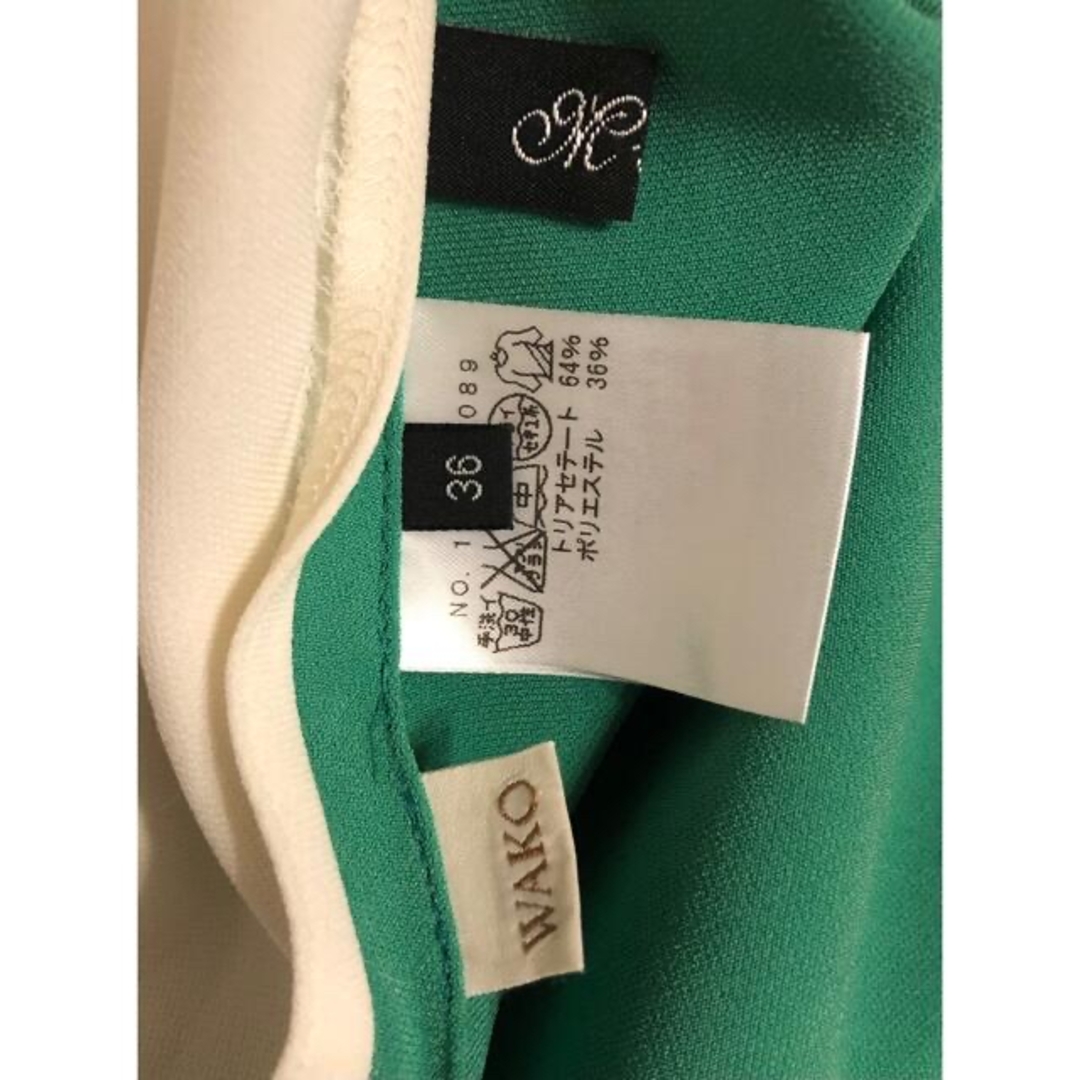 M
NO. 1
089
36
手洗イ
30
中性
中
トリアセテート 64%
ポリエステル 36%
WAKO